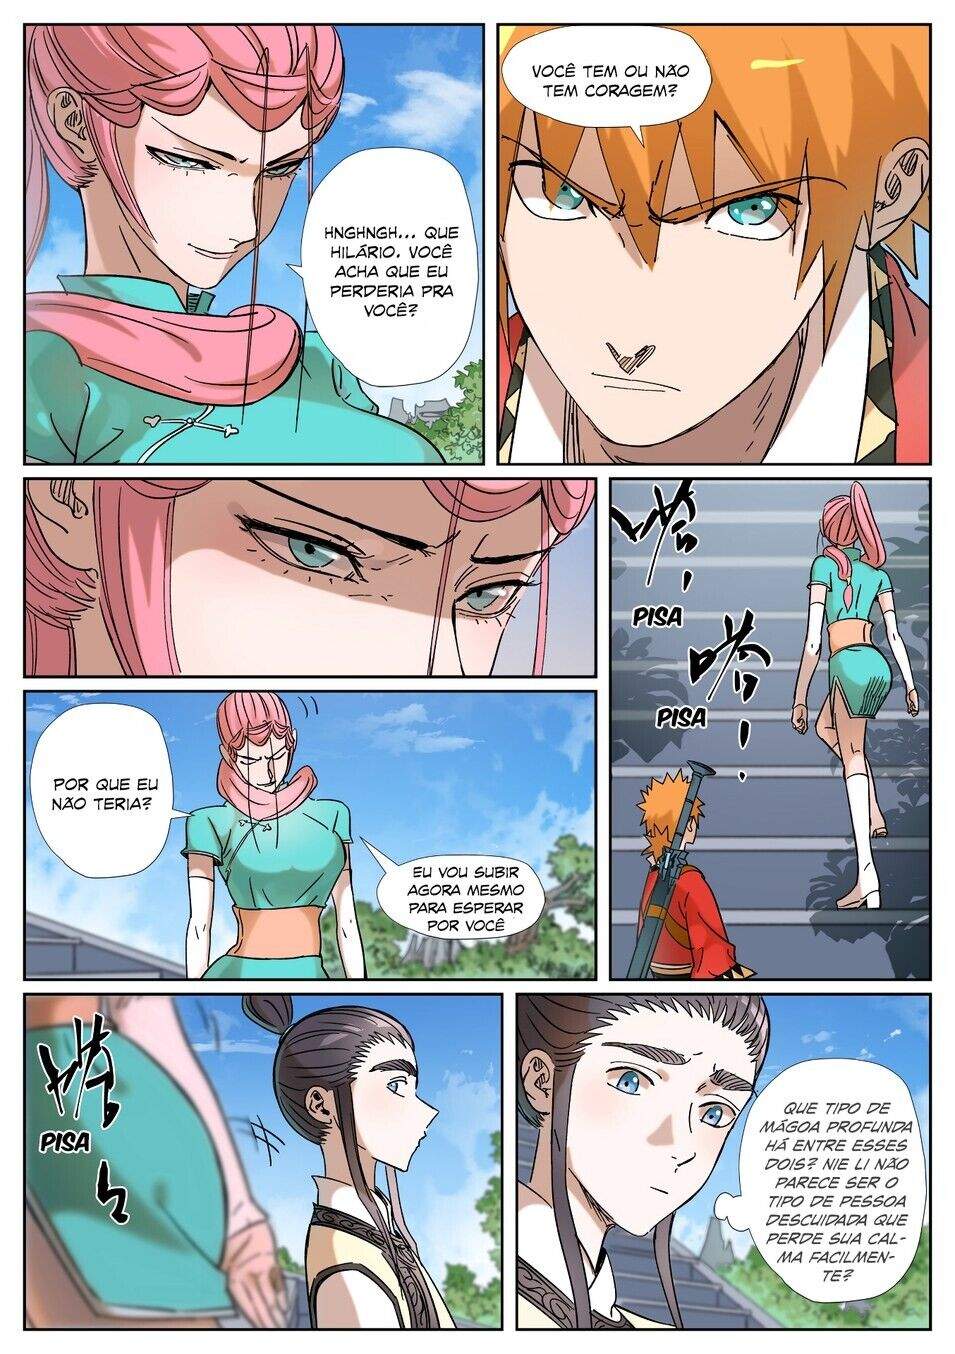 HNGHNGH... QUE
HILÁRIO. VOCÊ
ACHA QUE EU
PERDERIA PRA
VOCÊ?
VOCÊ TEM OU NÃO
TEM CORAGEM?
PISA
PISA
POR QUE EU
NÃO TERIA?
EU VOU SUBIR
AGORA MESMO
PARA ESPERAR
POR VOCÊ
PISA
QUE TIPO DE
MÁGOA PROFUNDA
HÁ ENTRE ESSES
DOIS? NIE LI NÃO
PARECE SER O
TIPO DE PESSOA
DESCUIDADA QUE
PERDE SUA CAL-
MA FACILMEN-
TE?